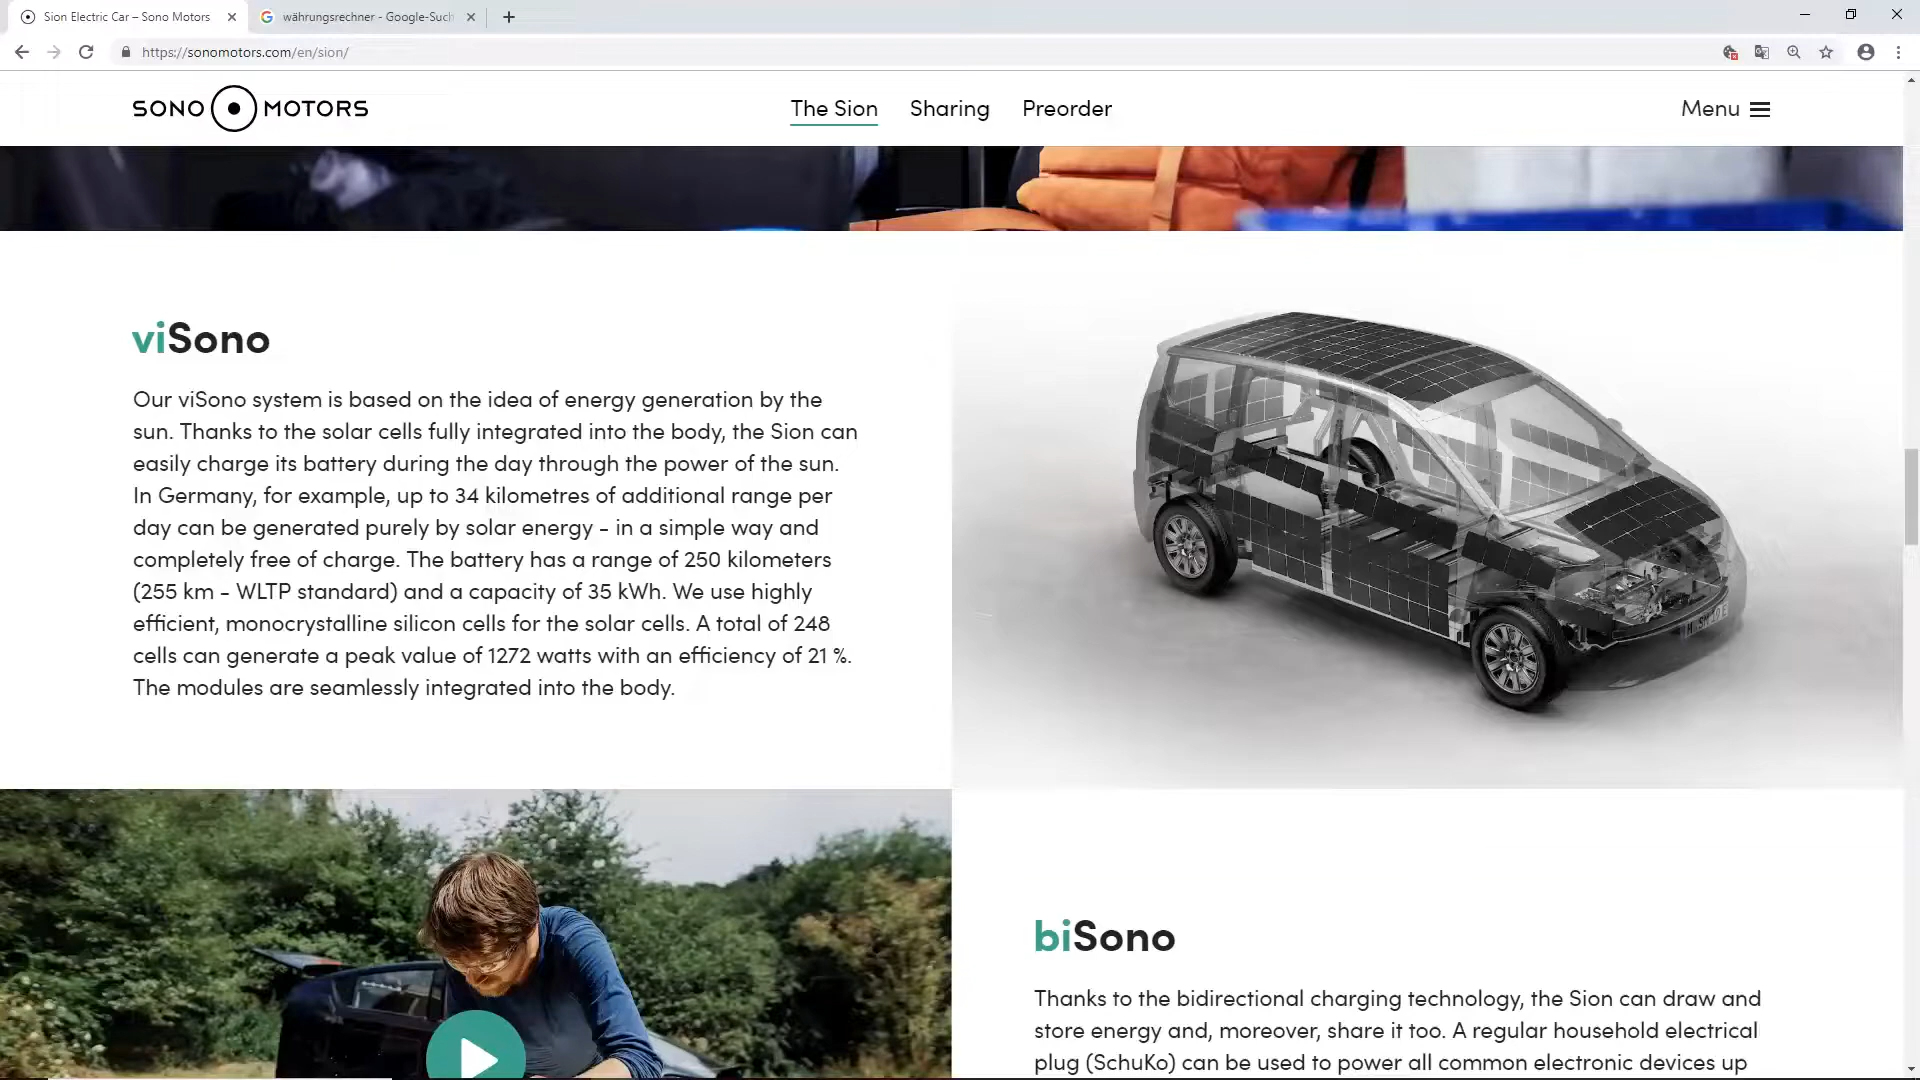 Sion Electric Car – Sono Motors
währungsrechner - Google-Such
https://sonomotors.com/en/sion/
SONO MOTORS
The Sion
Sharing
Preorder
Menu
viSono
Our viSono system is based on the idea of energy generation by the
sun. Thanks to the solar cells fully integrated into the body, the Sion can
easily charge its battery during the day through the power of the sun.
In Germany, for example, up to 34 kilometres of additional range per
day can be generated purely by solar energy - in a simple way and
completely free of charge. The battery has a range of 250 kilometers
(255 km - WLTP standard) and a capacity of 35 kWh. We use highly
efficient, monocrystalline silicon cells for the solar cells. A total of 248
cells can generate a peak value of 1272 watts with an efficiency of 21 %.
The modules are seamlessly integrated into the body.
biSono
Thanks to the bidirectional charging technology, the Sion can draw and
store energy and, moreover, share it too. A regular household electrical
plug (SchuKo) can be used to power all common electronic devices up